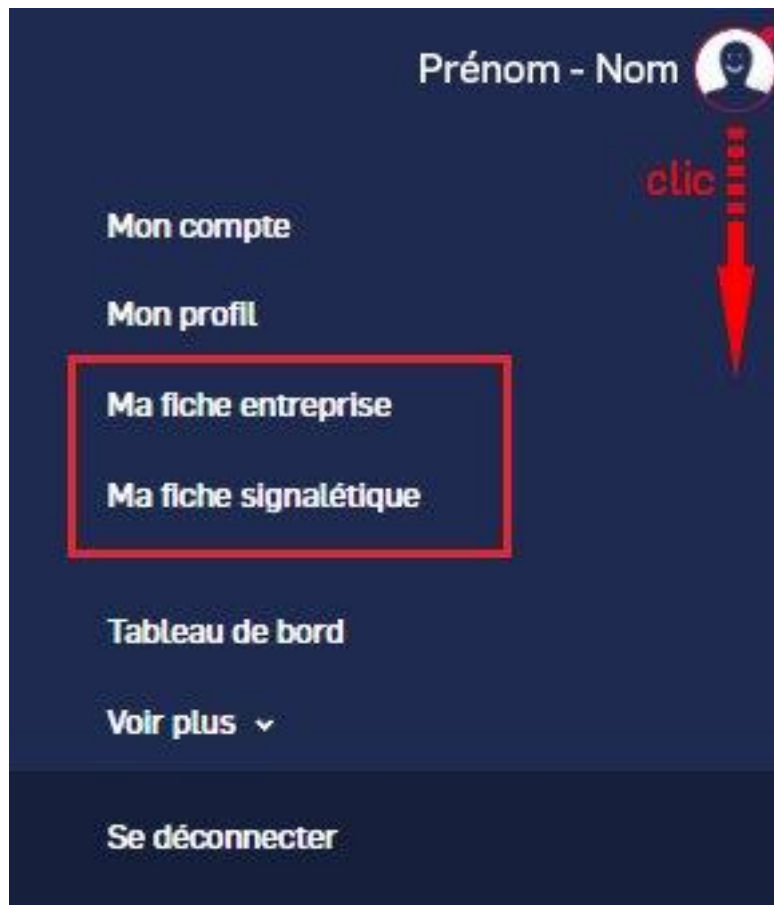 Prénom - Nom
clic
Mon compte
Mon profil
Ma fiche entreprise
Ma fiche signalétique
Tableau de bord
Voir plus
Se déconnecter